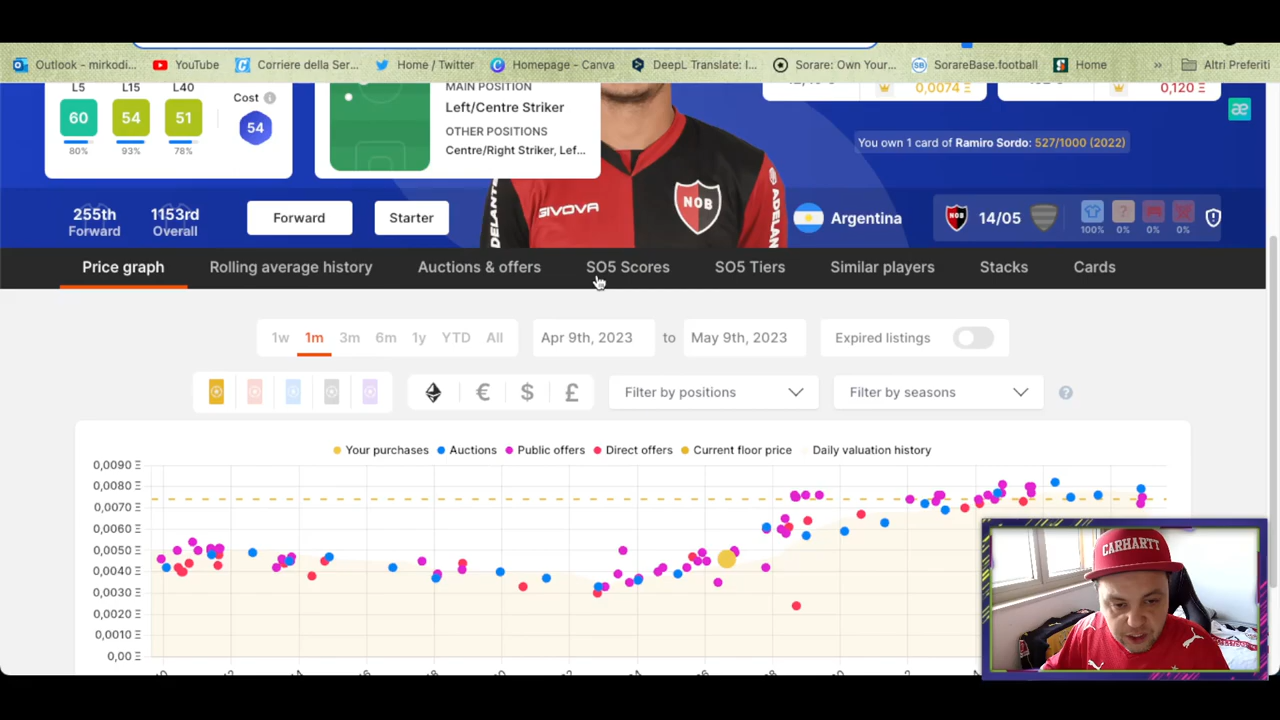 Outlook - mirkodi...
YouTube
Corriere della Ser...
Home / Twitter
Homepage - Canva
DeepL Translate: I...
Sorare: Own Your...
SorareBase.football
Home
»
Altri Preferiti
L5 L15 L40
60 54 51
80% 93% 78%
Cost
54
MAIN POSITION
Left/Centre Striker
OTHER POSITIONS
Centre/Right Striker, Lef...
0,0074 Ξ
0,120 Ξ
You own 1 card of Ramiro Sordo: 527/1000 (2022)
255th
Forward
1153rd
Overall
Forward
Starter
GIVOVA
NOB
Argentina
NOB
14/05
100% 0% 0% 0%
Price graph
Rolling average history
Auctions & offers
SO5 Scores
SO5 Tiers
Similar players
Stacks
Cards
1w 1m 3m 6m 1y YTD All
Apr 9th, 2023 to May 9th, 2023
Expired listings
€ $ £
Filter by positions
Filter by seasons
?
Your purchases
Auctions
Public offers
Direct offers
Current floor price
Daily valuation history
0,0090 Ξ
0,0080 Ξ
0,0070 Ξ
0,0060 Ξ
0,0050 Ξ
0,0040 Ξ
0,0030 Ξ
0,0020 Ξ
0,0010 Ξ
0,00 Ξ
CARHARTT